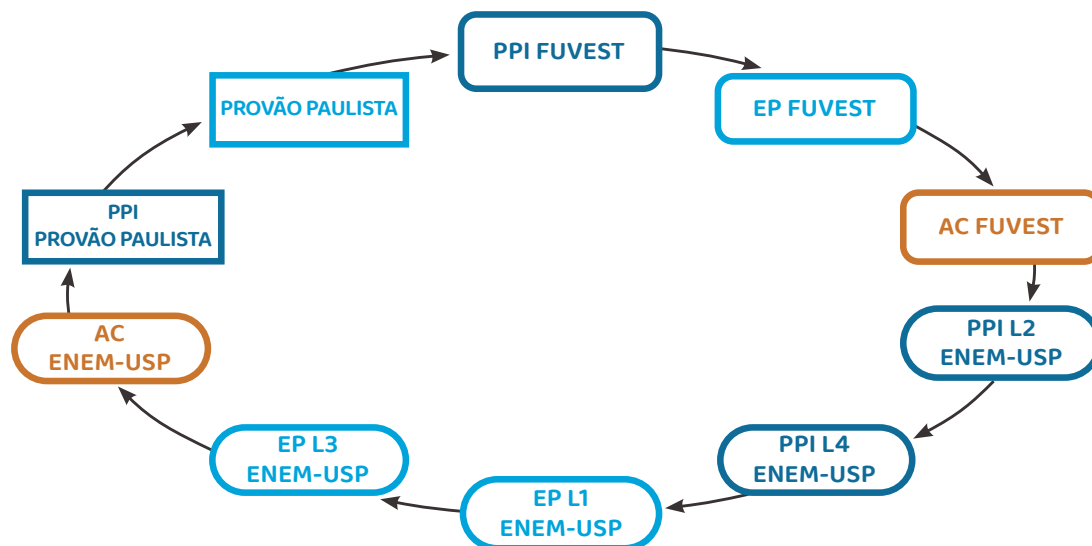 PPI FUVEST
EP FUVEST
AC FUVEST
PPI L2
ENEM-USP
PPI L4
ENEM-USP
EP L1
ENEM-USP
EP L3
ENEM-USP
AC
ENEM-USP
PPI
PROVÃO PAULISTA
PROVÃO PAULISTA